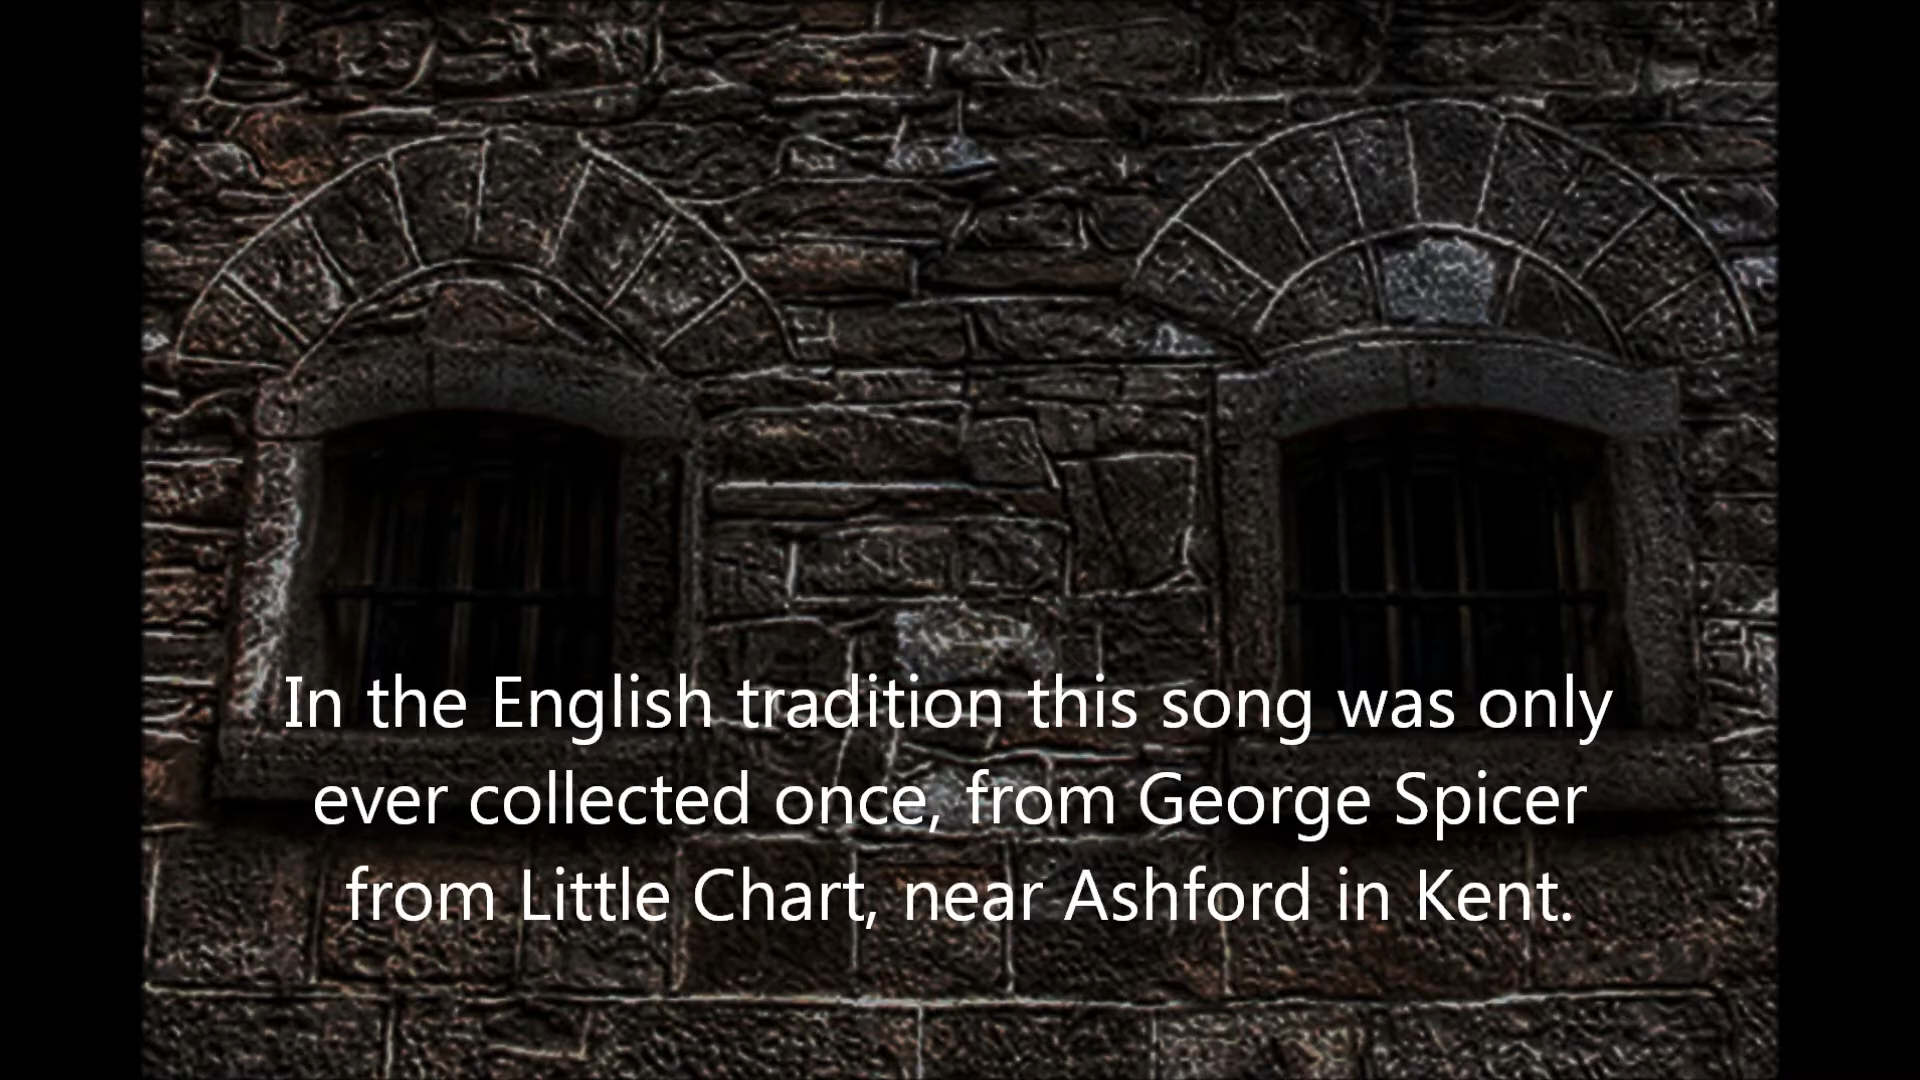 In the English tradition this song was only
ever collected once, from George Spicer
from Little Chart, near Ashford in Kent.